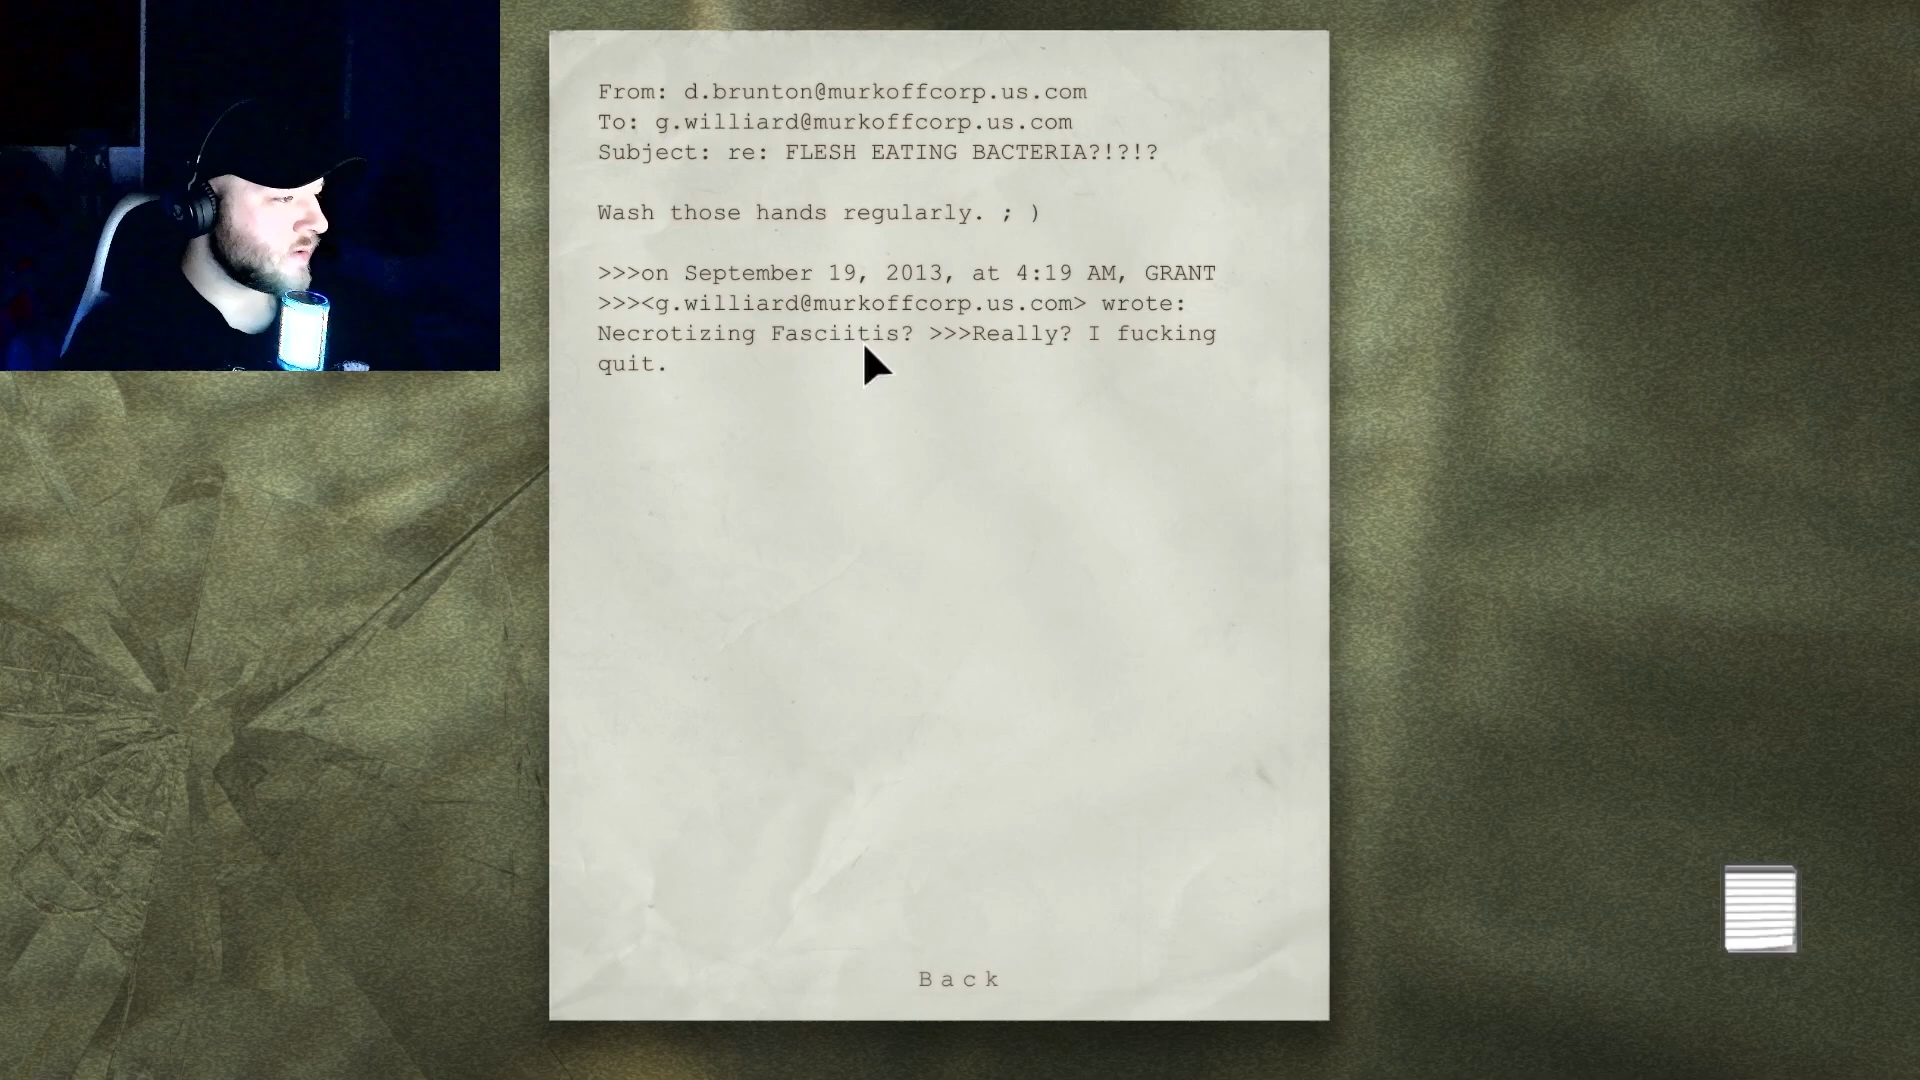 From: d.brunton@murkoffcorp.us.com
To: g.williard@murkoffcorp.us.com
Subject: re: FLESH EATING BACTERIA?!?!?
Wash those hands regularly. ; )
>>>on September 19, 2013, at 4:19 AM, GRANT
>>><g.williard@murkoffcorp.us.com> wrote:
Necrotizing Fasciitis? >>>Really? I fucking
quit.
Back